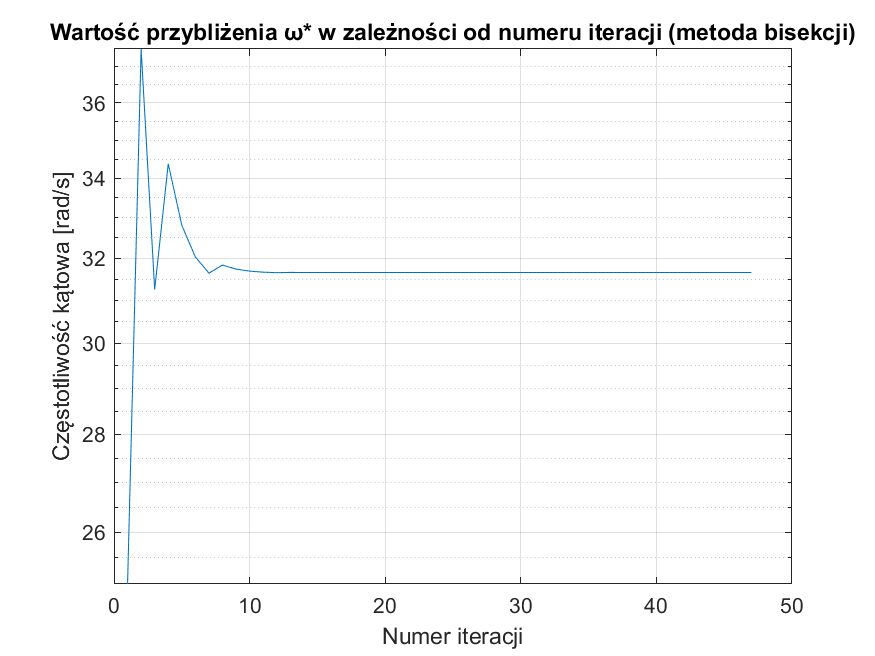 Wartość przybliżenia ω* w zależności od numeru iteracji (metoda bisekcji)
36
34
32
30
28
26
Częstotliwość kątowa [rad/s]
0 10 20 30 40 50
Numer iteracji